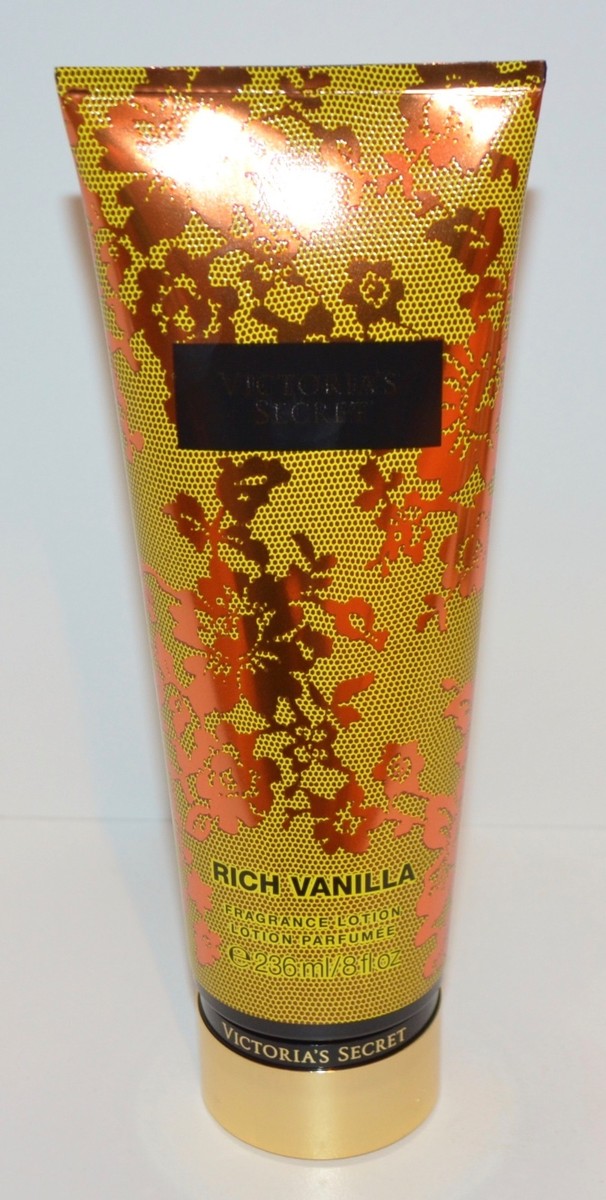 VICTORIA'S
SECRET
RICH VANILLA
FRAGRANCE LOTION
LOTION PARFUMÉE
℮ 236 ml/8 fl oz
VICTORIA'S SECRET